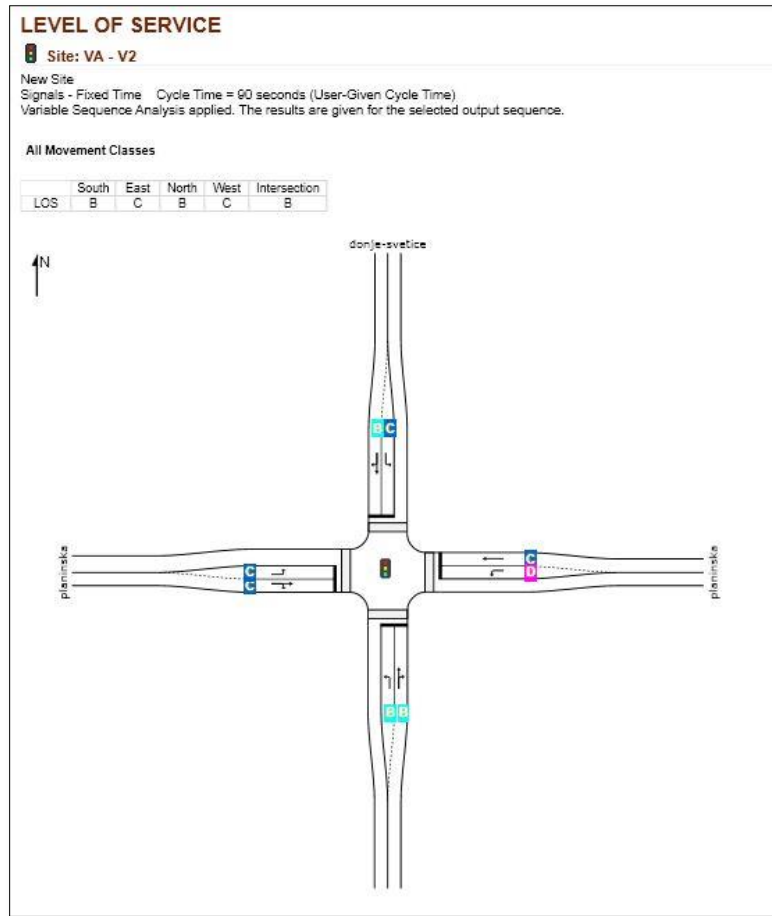 LEVEL OF SERVICE
Site: VA - V2
New Site
Signals - Fixed Time    Cycle Time = 90 seconds (User-Given Cycle Time)
Variable Sequence Analysis applied. The results are given for the selected output sequence.
All Movement Classes
South East North West Intersection
LOS B C B C B
donje-svetice
N
B C
planinska
C
C
C
D
planinska
B B